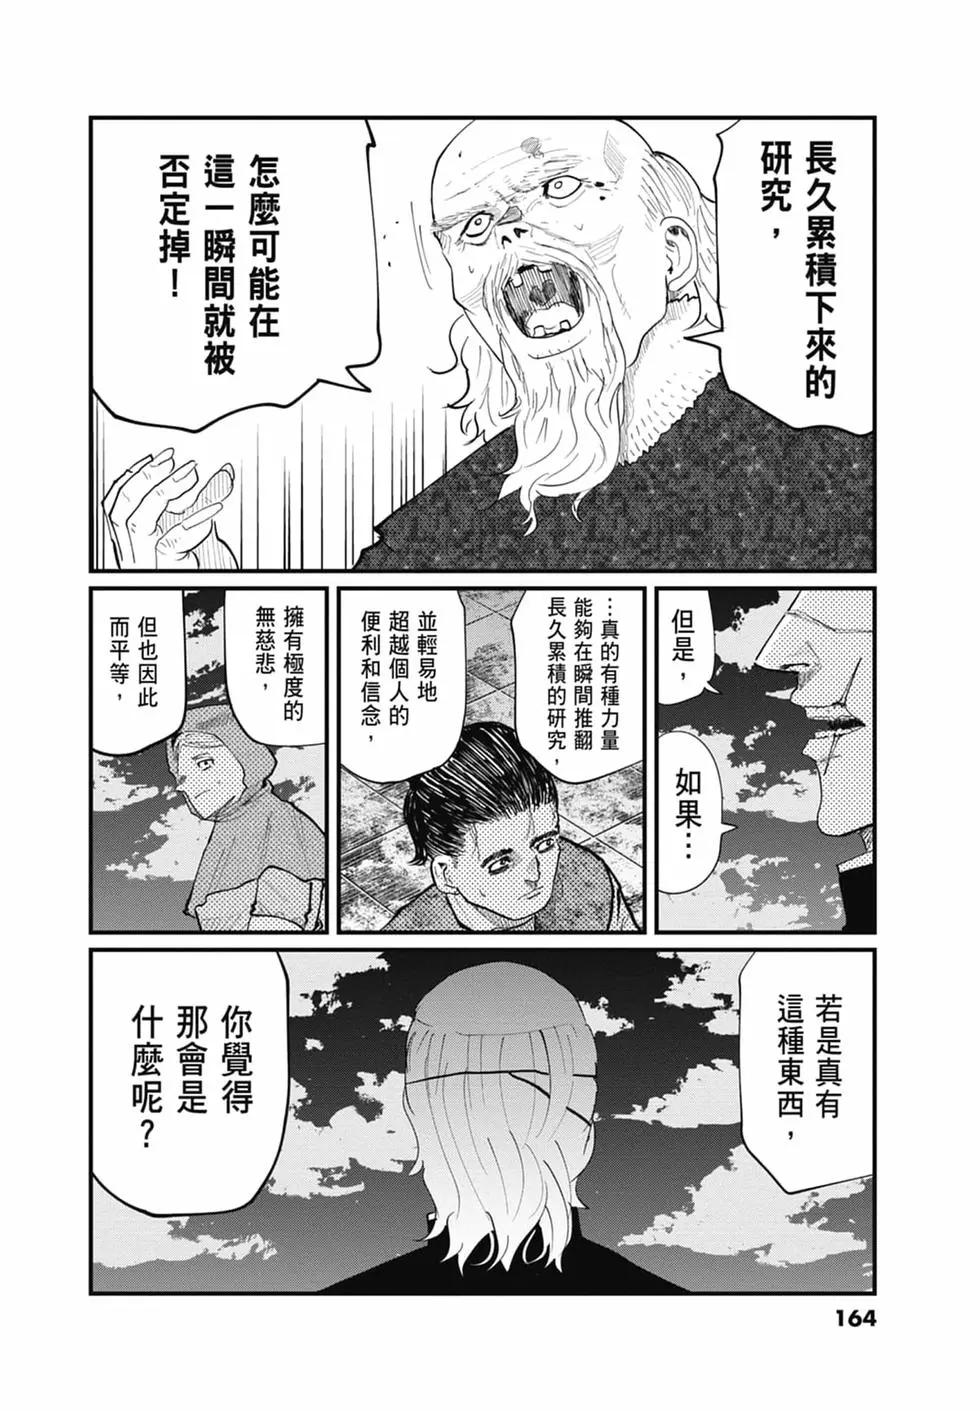 長久累積下來的
研究，
怎麼可能在
這一瞬間就被
否定掉！
但是，
如果…
…真的有種力量
能夠在瞬間推翻
長久累積的研究，
並輕易地
超越個人的
便利和信念，
擁有極度的
無慈悲，
但也因此
而平等，
若是真有
這種東西，
你覺得
那會是
什麼呢？
164